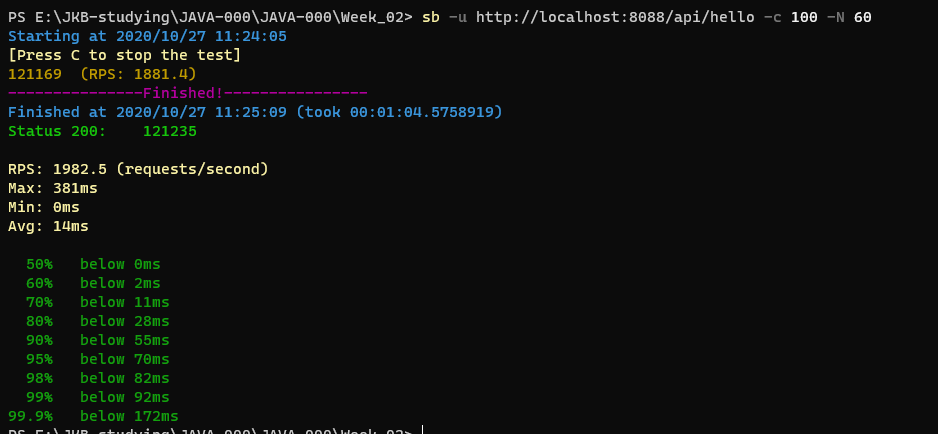 PS E:\JKB-studying\JAVA-000\JAVA-000\Week_02> sb -u http://localhost:8088/api/hello -c 100 -N 60
Starting at 2020/10/27 11:24:05
[Press C to stop the test]
121169  (RPS: 1881.4)
---------------Finished!----------------
Finished at 2020/10/27 11:25:09 (took 00:01:04.5758919)
Status 200:    121235
RPS: 1982.5 (requests/second)
Max: 381ms
Min: 0ms
Avg: 14ms
50%   below 0ms
60%   below 2ms
70%   below 11ms
80%   below 28ms
90%   below 55ms
95%   below 70ms
98%   below 82ms
99%   below 92ms
99.9%   below 172ms
PS E:\JKB-studying\JAVA-000\JAVA-000\Week_02>